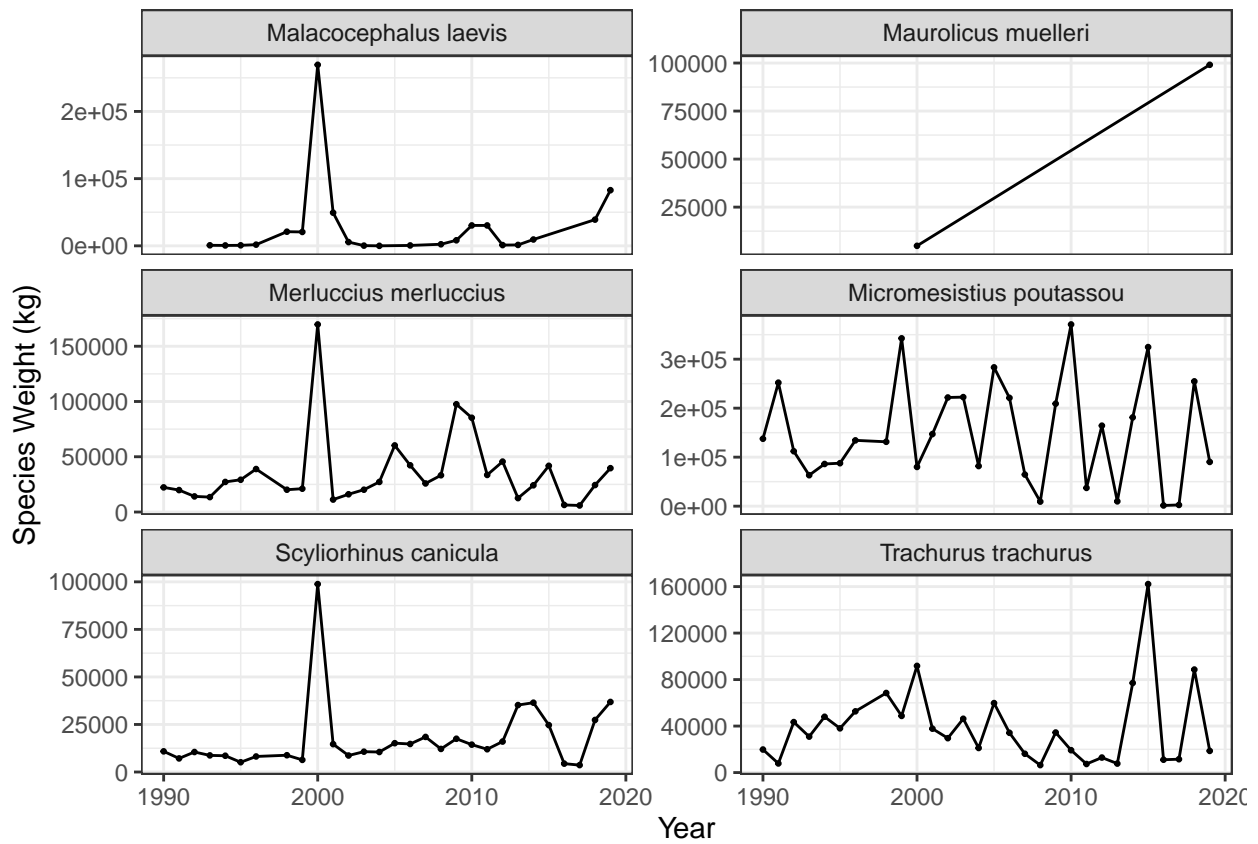 Malacocephalus laevis
Maurolicus muelleri
2e+05
1e+05
0e+00
100000
75000
50000
25000
Merluccius merluccius
Micromesistius poutassou
150000
100000
50000
0
3e+05
2e+05
1e+05
0e+00
Scyliorhinus canicula
Trachurus trachurus
100000
75000
50000
25000
0
160000
120000
80000
40000
0
1990 2000 2010 2020
1990 2000 2010 2020
Year
Species Weight (kg)